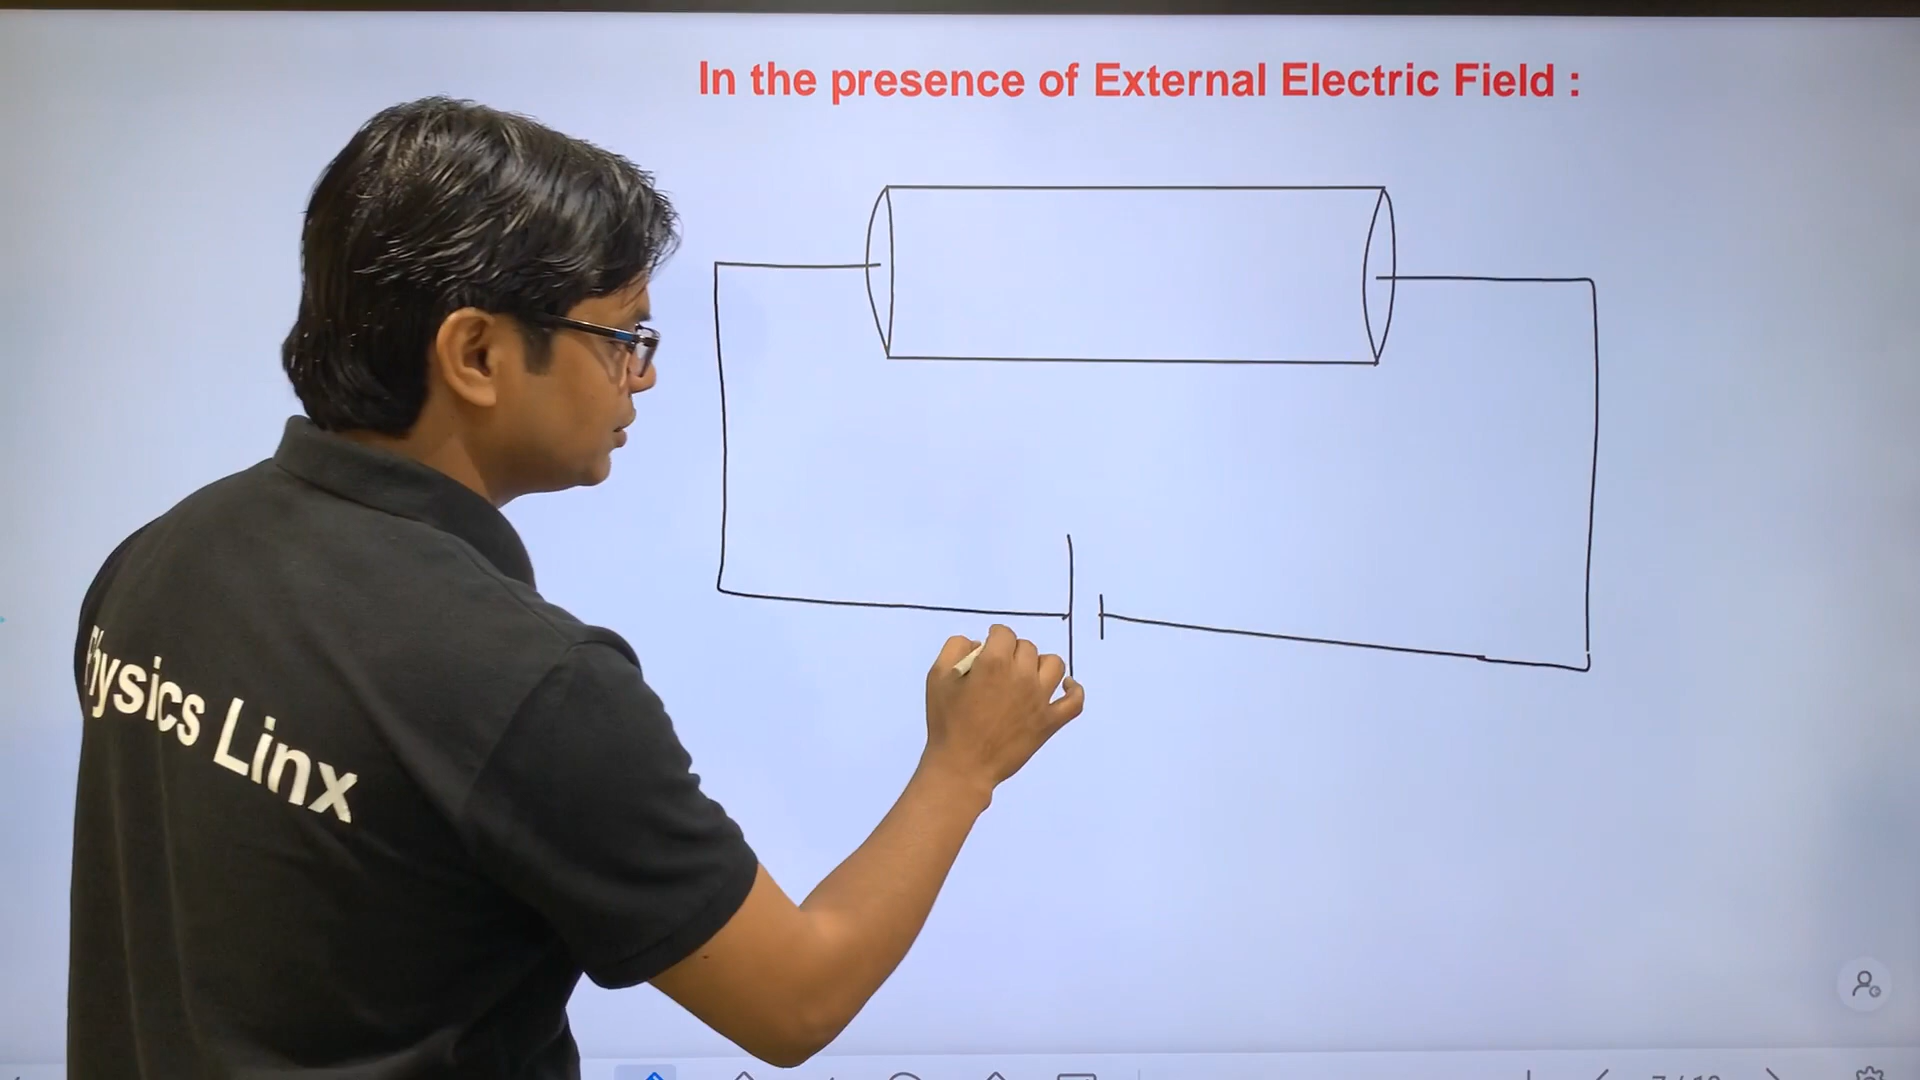 In the presence of External Electric Field :
Physics Linx